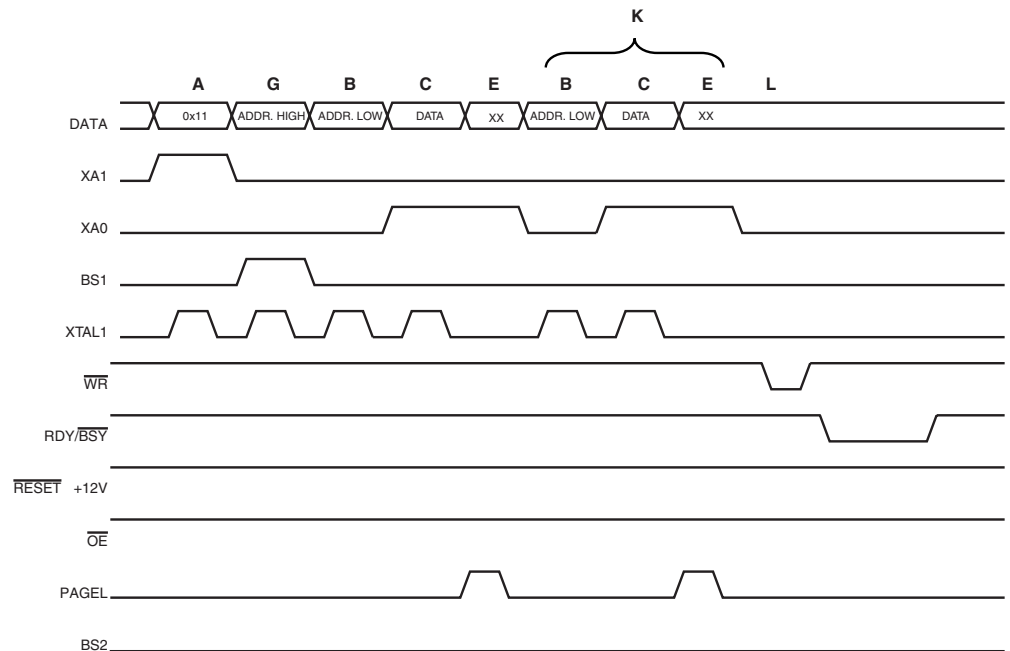 K
A G B C E B C E L
DATA 0x11 ADDR. HIGH ADDR. LOW DATA XX ADDR. LOW DATA XX
XA1
XA0
BS1
XTAL1
WR
RDY/BSY
RESET +12V
OE
PAGEL
BS2